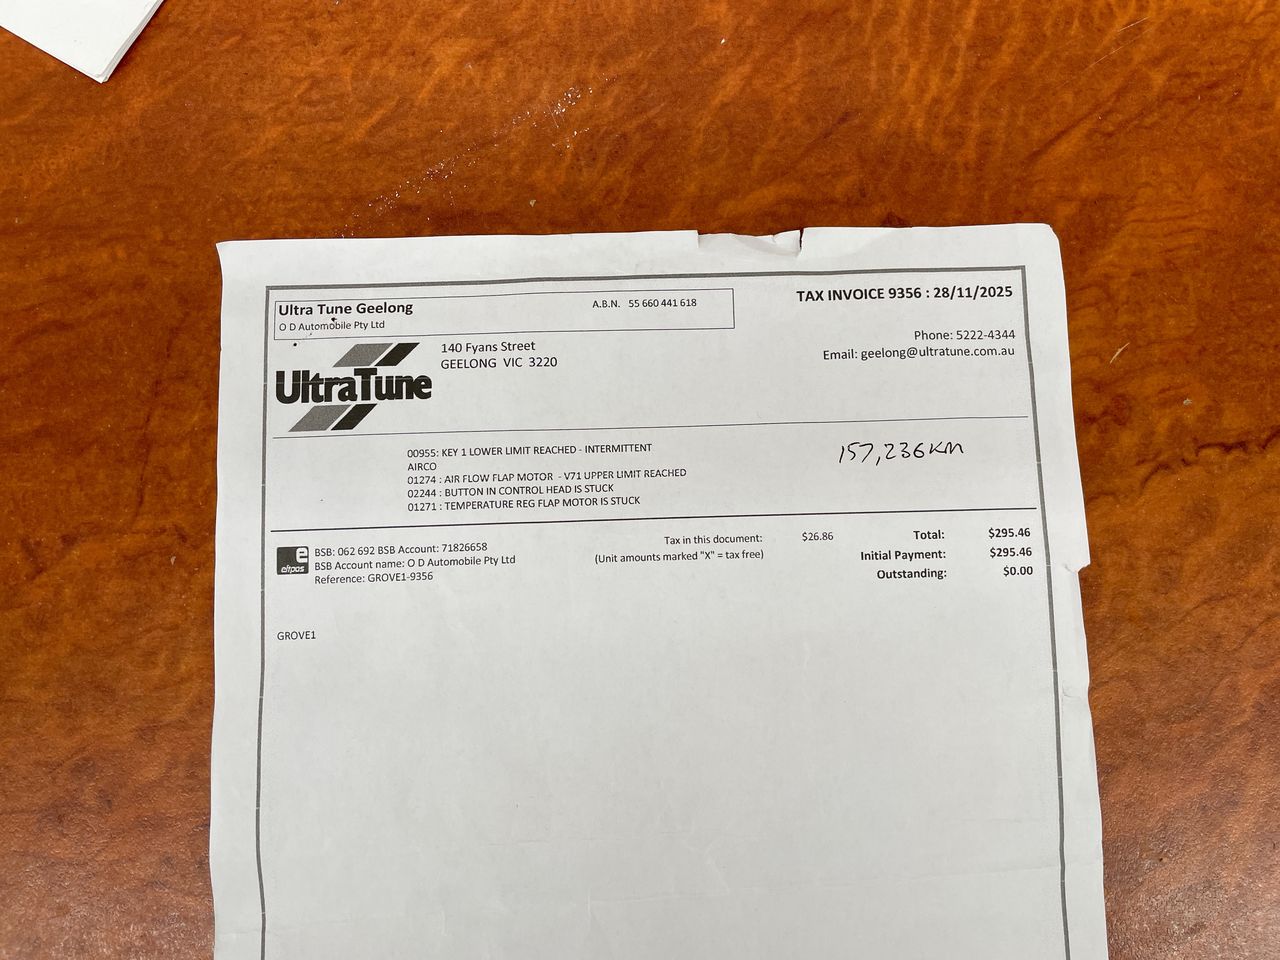 Ultra Tune Geelong
A.B.N. 55 660 441 618
O D Automobile Pty Ltd
TAX INVOICE 9356 : 28/11/2025
Phone: 5222-4344
Email: geelong@ultratune.com.au
UltraTune
140 Fyans Street
GEELONG VIC 3220
00955: KEY 1 LOWER LIMIT REACHED - INTERMITTENT
AIRCO
01274 : AIR FLOW FLAP MOTOR - V71 UPPER LIMIT REACHED
02244 : BUTTON IN CONTROL HEAD IS STUCK
01271 : TEMPERATURE REG FLAP MOTOR IS STUCK
157,236KM
e
eftpos
BSB: 062 692 BSB Account: 71826658
BSB Account name: O D Automobile Pty Ltd
Reference: GROVE1-9356
Tax in this document: $26.86
(Unit amounts marked "X" = tax free)
Total: $295.46
Initial Payment: $295.46
Outstanding: $0.00
GROVE1